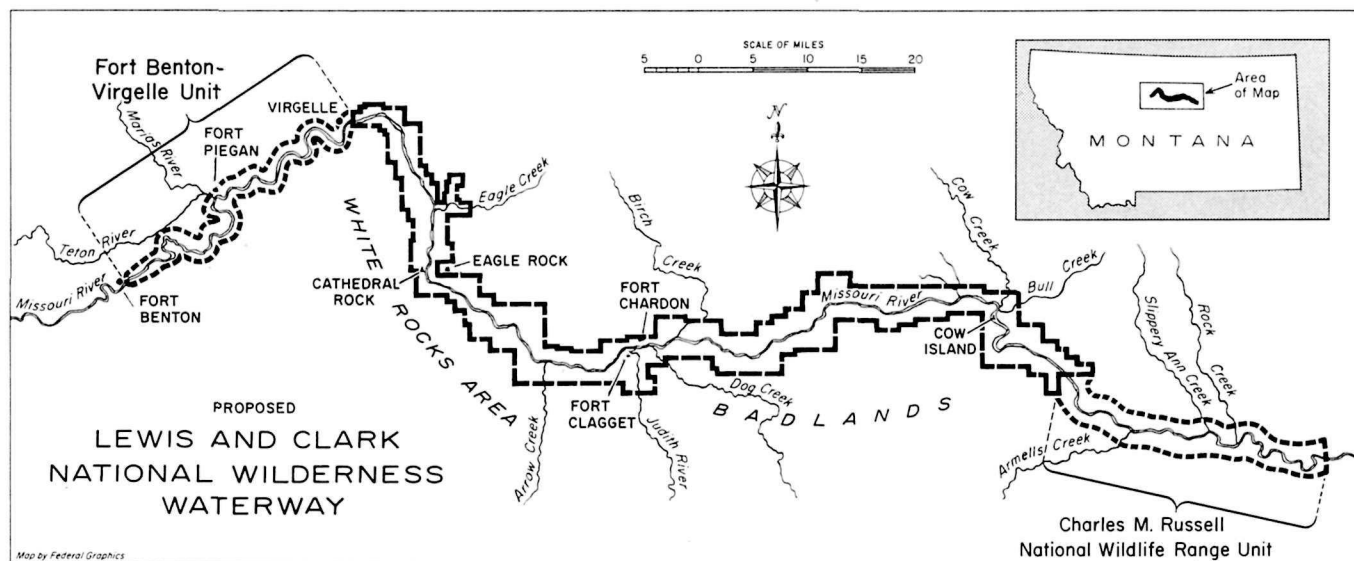 SCALE OF MILES
5 0 5 10 15 20
Fort Benton-
Virgelle Unit
VIRGELLE
Marias River
FORT
PIEGAN
Teton River
Missouri River
FORT
BENTON
N
Area
of Map
MONTANA
Eagle Creek
WHITE
ROCKS AREA
CATHEDRAL
ROCK
EAGLE ROCK
Birch
Creek
FORT
CHARDON
Missouri River
Cow Creek
Bull
Creek
COW
ISLAND
Slippery Ann Creek
Rock
Creek
FORT
CLAGGET
Dog Creek
BADLANDS
Arrow Creek
Judith River
Armellsl Creek
PROPOSED
LEWIS AND CLARK
NATIONAL WILDERNESS
WATERWAY
Charles M. Russell
National Wildlife Range Unit
Map by Federal Graphics